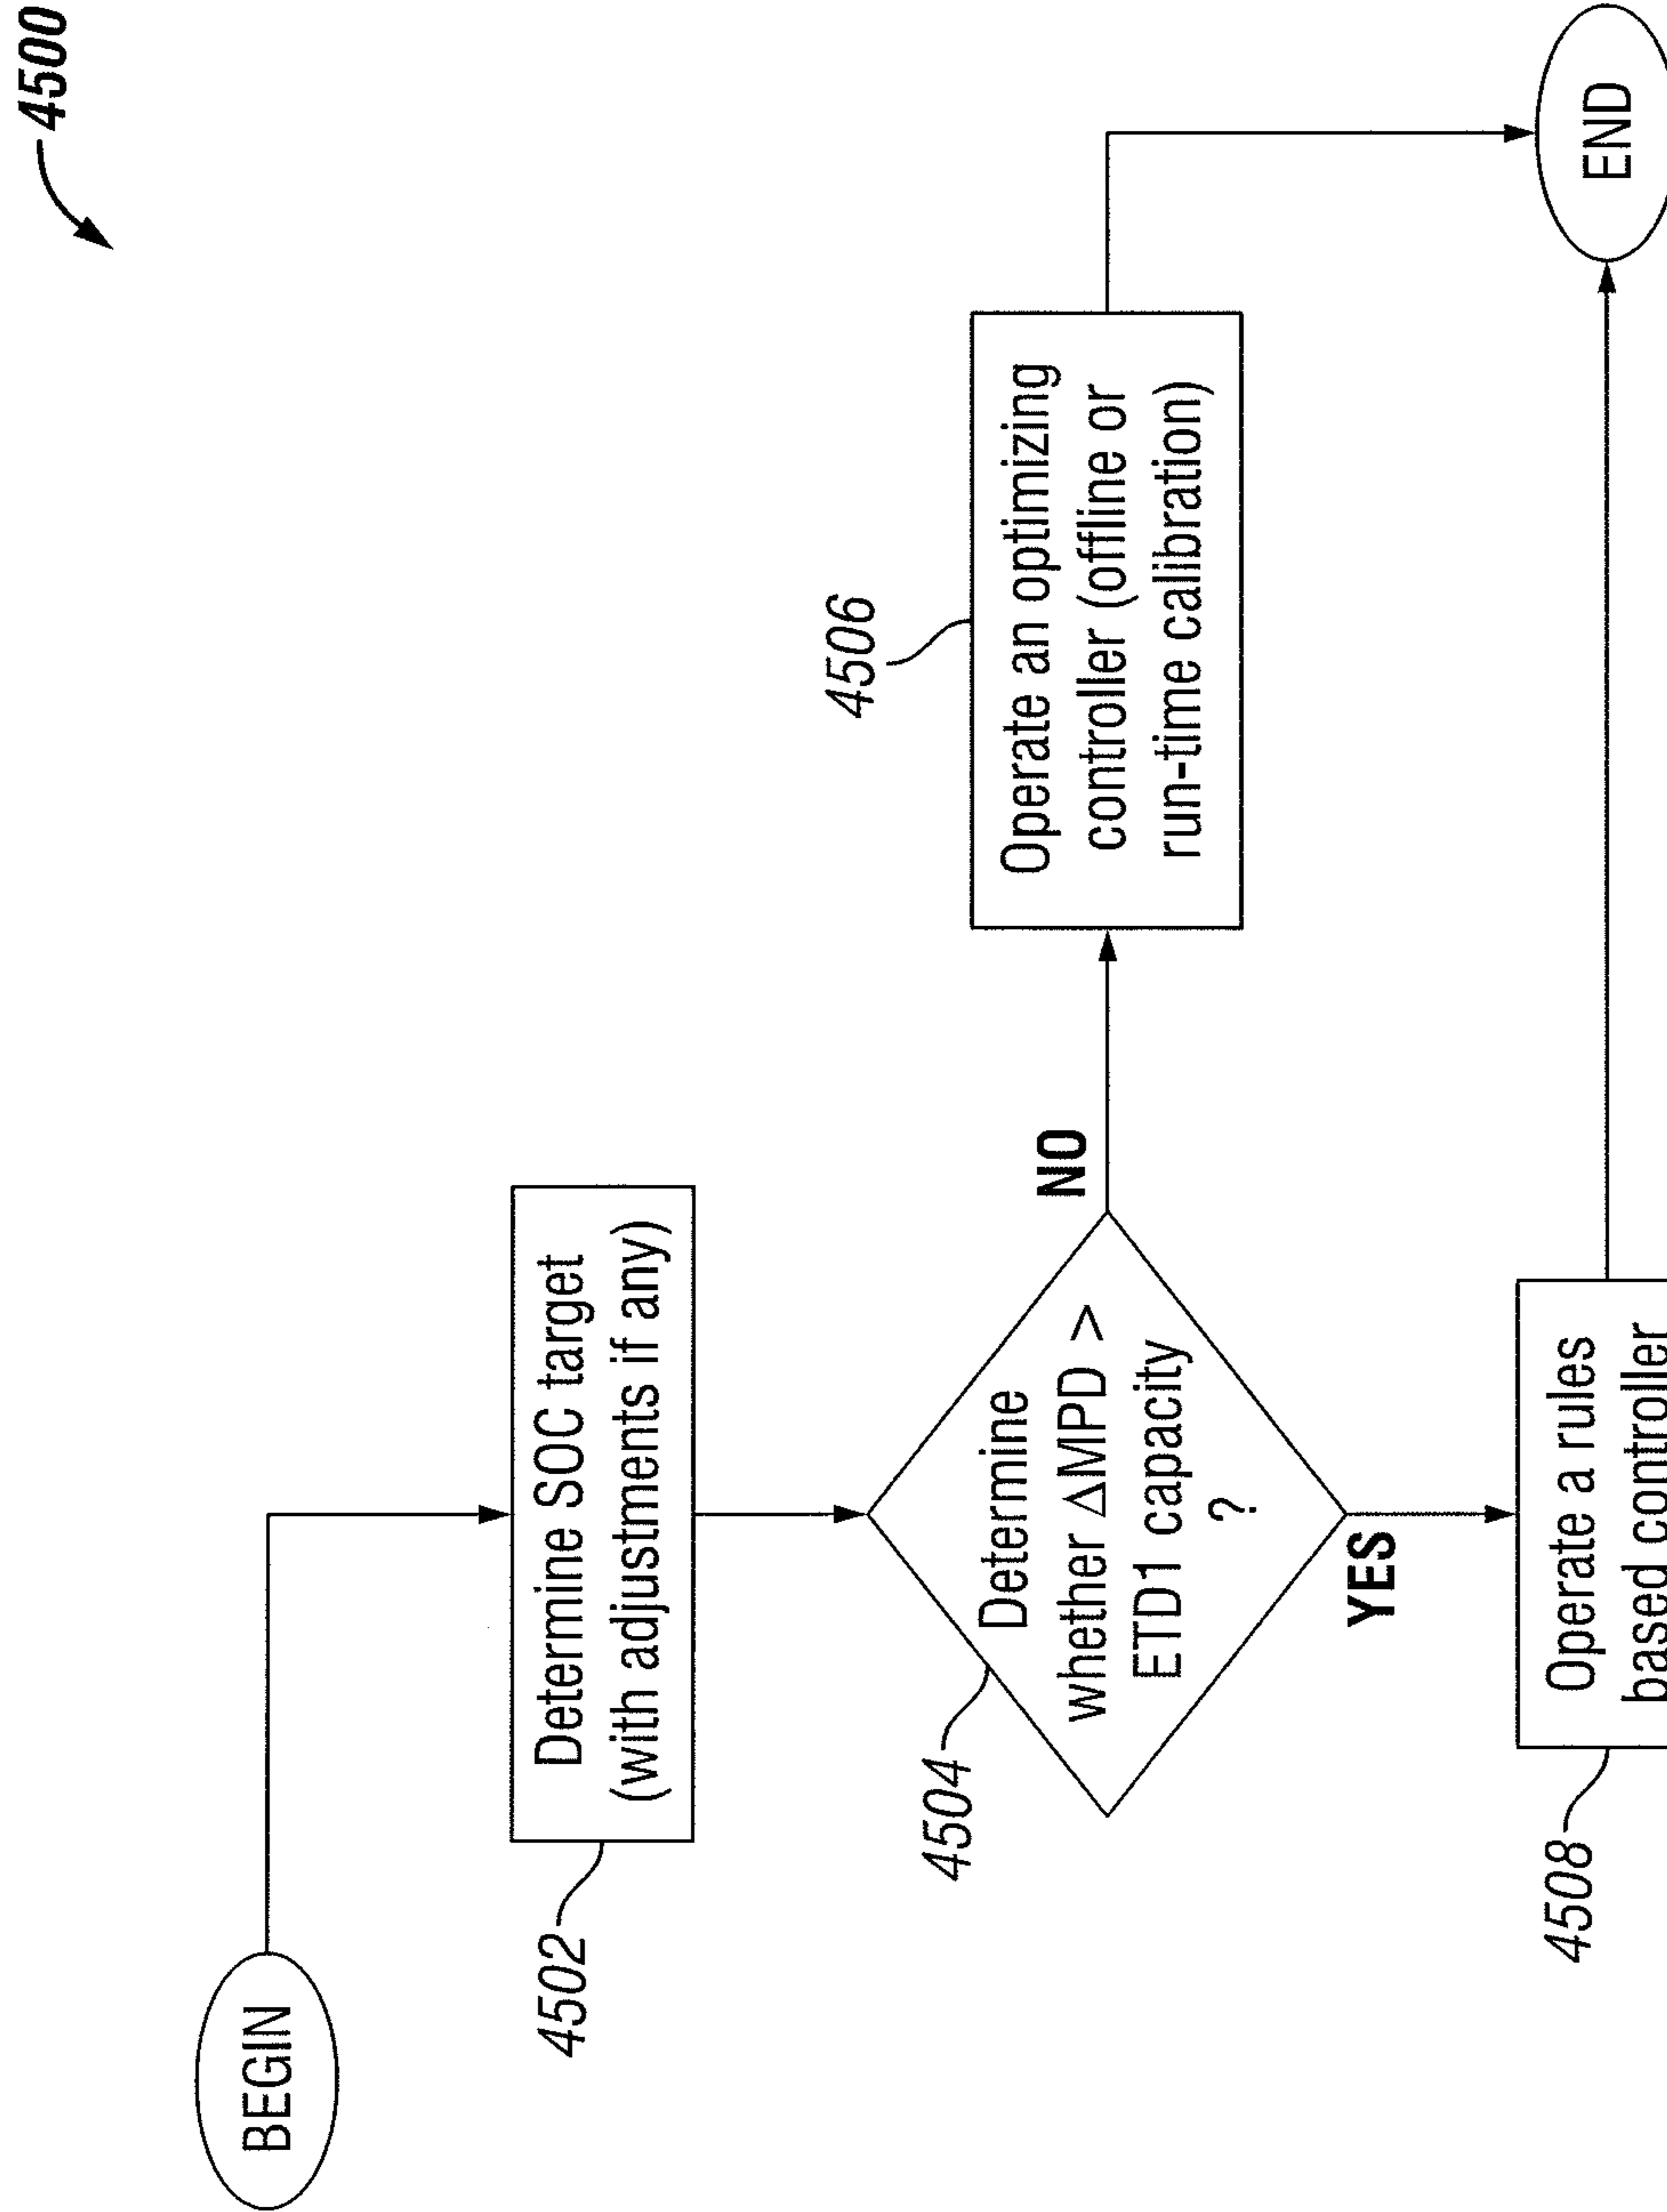 4500
BEGIN
4502
Determine SOC target
(with adjustments if any)
4504
Determine
whether ΔMPD >
ETD1 capacity
?
NO
4506
Operate an optimizing
controller (offline or
run-time calibration)
YES
4508
Operate a rules
based controller
END